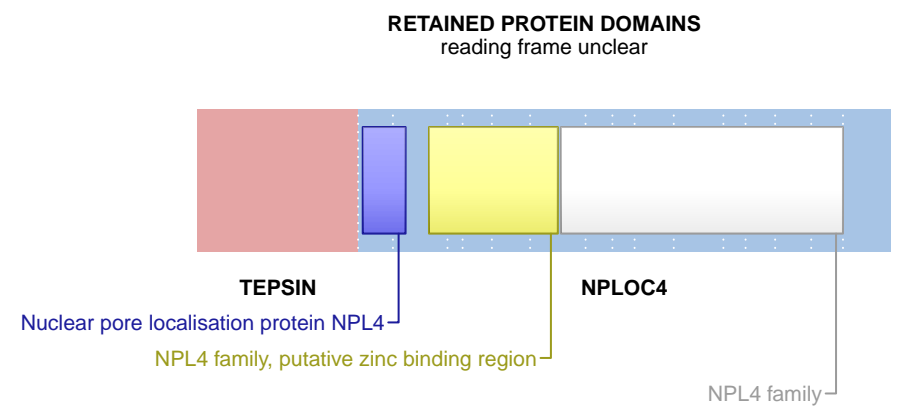 RETAINED PROTEIN DOMAINS
reading frame unclear
TEPSIN
NPLOC4
Nuclear pore localisation protein NPL4
NPL4 family, putative zinc binding region
NPL4 family